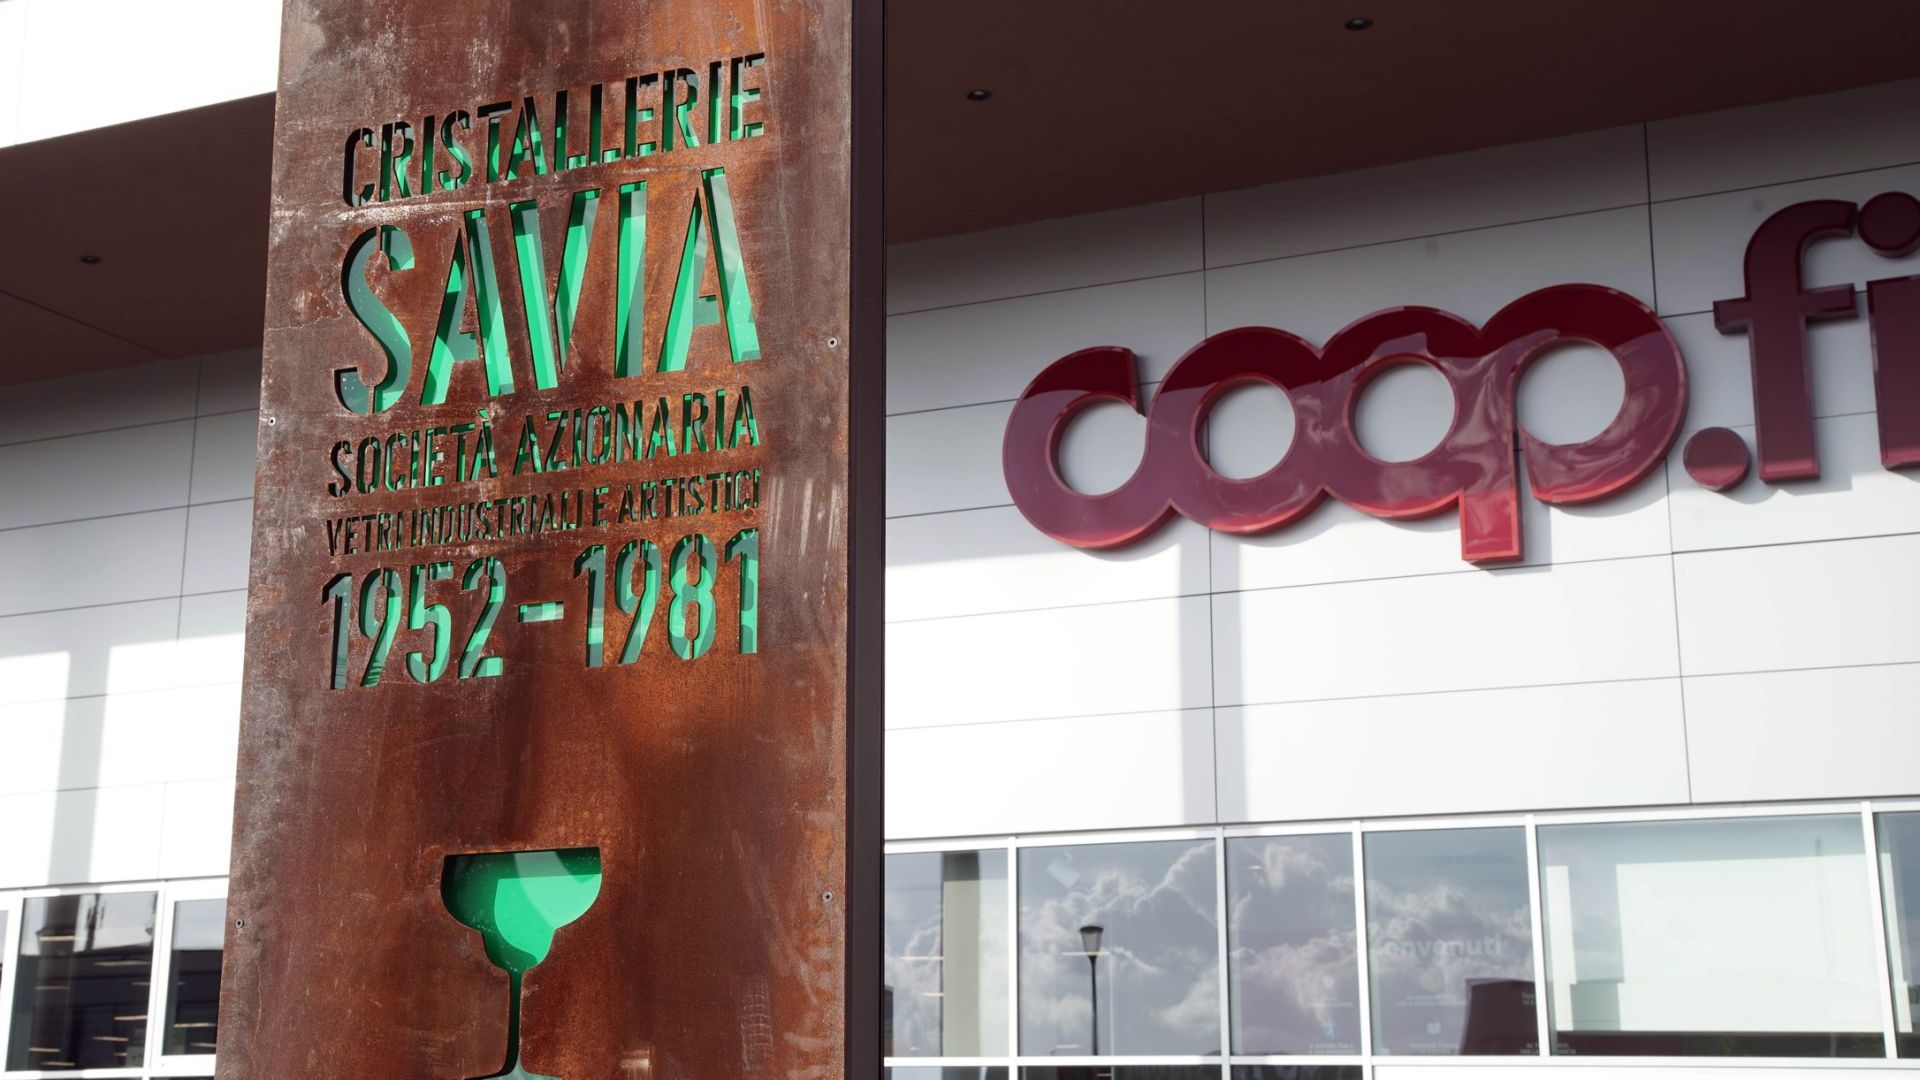 CRISTALLERIE
SAVIA
SOCIETÀ AZIONARIA
VETRI INDUSTRIALI E ARTISTICI
1952-1981
coop.fi